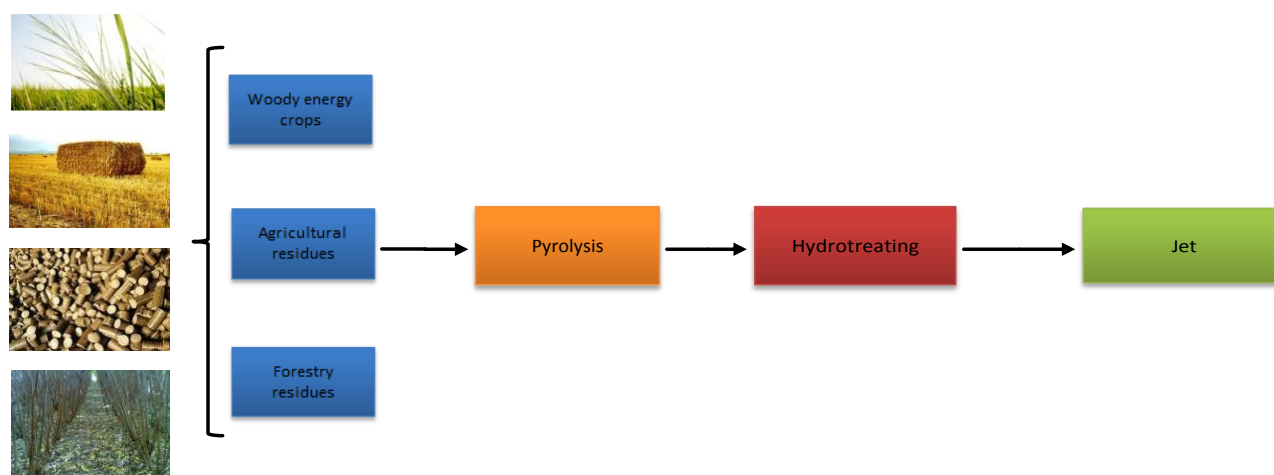 Woody energy
crops
Agricultural
residues
Pyrolysis
Hydrotreating
Jet
Forestry
residues